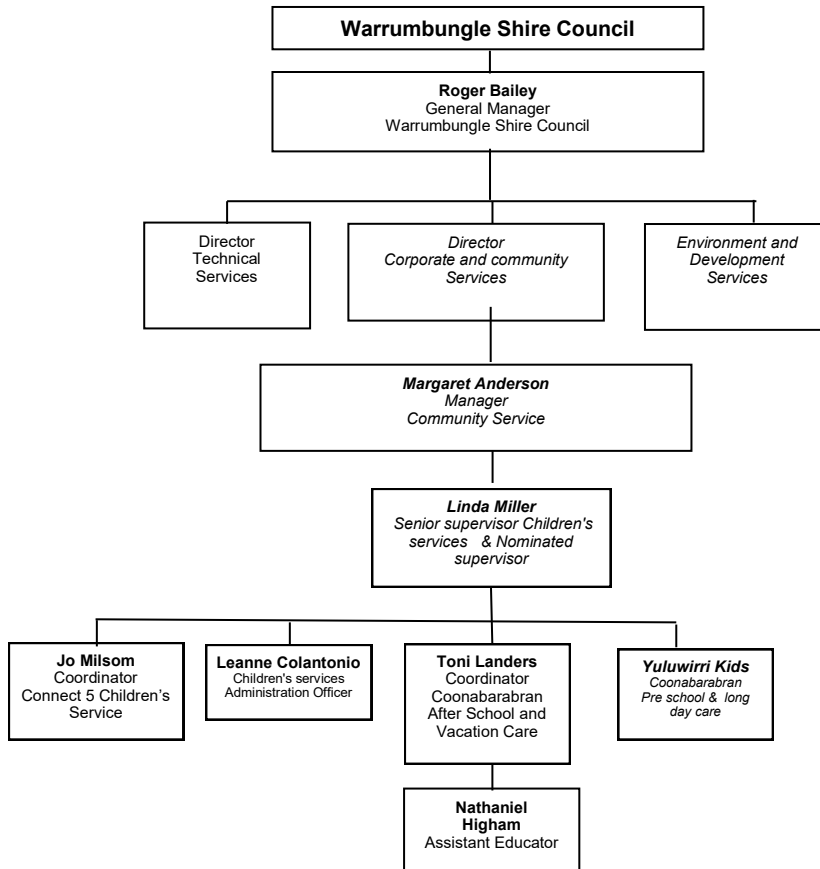 Warrumbungle Shire Council
Roger Bailey
General Manager
Warrumbungle Shire Council
Director
Technical
Services
Director
Corporate and community
Services
Environment and
Development
Services
Margaret Anderson
Manager
Community Service
Linda Miller
Senior supervisor Children's
services & Nominated
supervisor
Jo Milsom
Coordinator
Connect 5 Children’s
Service
Leanne Colantonio
Children's services
Administration Officer
Toni Landers
Coordinator
Coonabarabran
After School and
Vacation Care
Yuluwirri Kids
Coonabarabran
Pre school & long
day care
Nathaniel
Higham
Assistant Educator